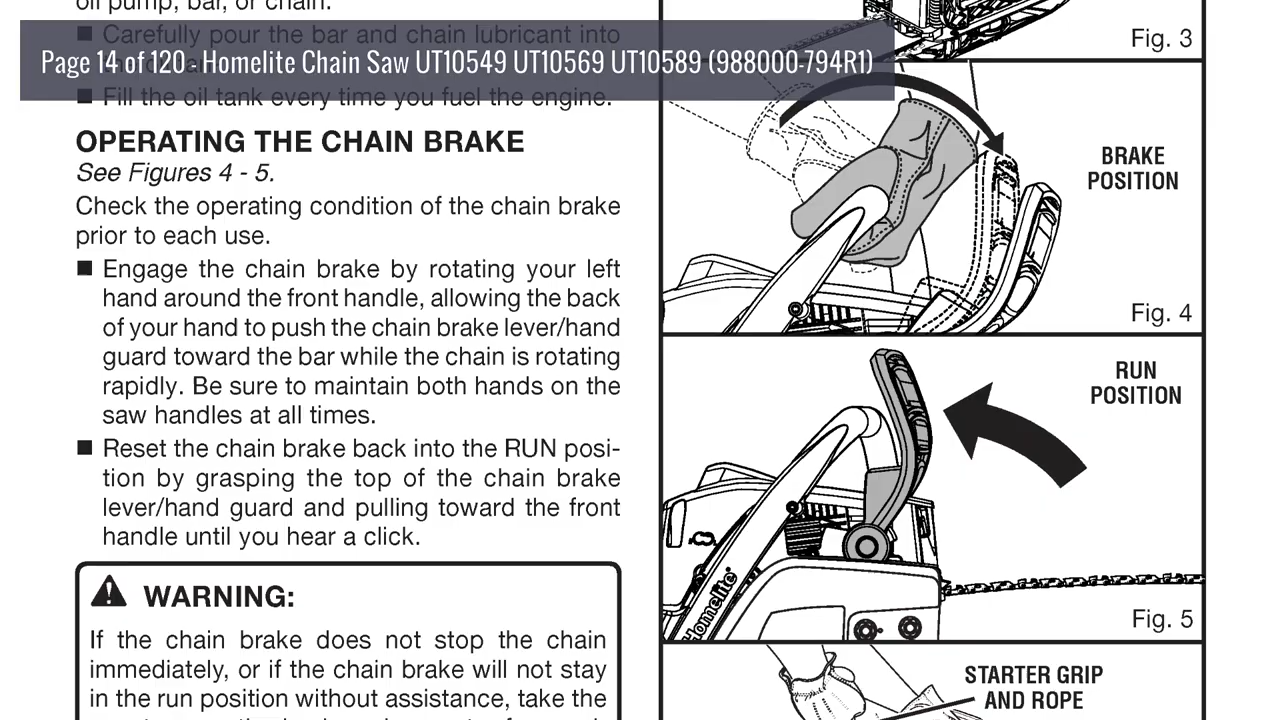 oil pump, bar, or chain.
■ Carefully pour the bar and chain lubricant into
Page 14 of 120 - Homelite Chain Saw UT10549 UT10569 UT10589 (988000-794R1)
■ Fill the oil tank every time you fuel the engine.
OPERATING THE CHAIN BRAKE
See Figures 4 - 5.
Check the operating condition of the chain brake
prior to each use.
■ Engage the chain brake by rotating your left
hand around the front handle, allowing the back
of your hand to push the chain brake lever/hand
guard toward the bar while the chain is rotating
rapidly. Be sure to maintain both hands on the
saw handles at all times.
■ Reset the chain brake back into the RUN posi-
tion by grasping the top of the chain brake
lever/hand guard and pulling toward the front
handle until you hear a click.
WARNING:
If the chain brake does not stop the chain
immediately, or if the chain brake will not stay
in the run position without assistance, take the
Fig. 3
BRAKE
POSITION
Fig. 4
RUN
POSITION
Homelite®
Fig. 5
STARTER GRIP
AND ROPE